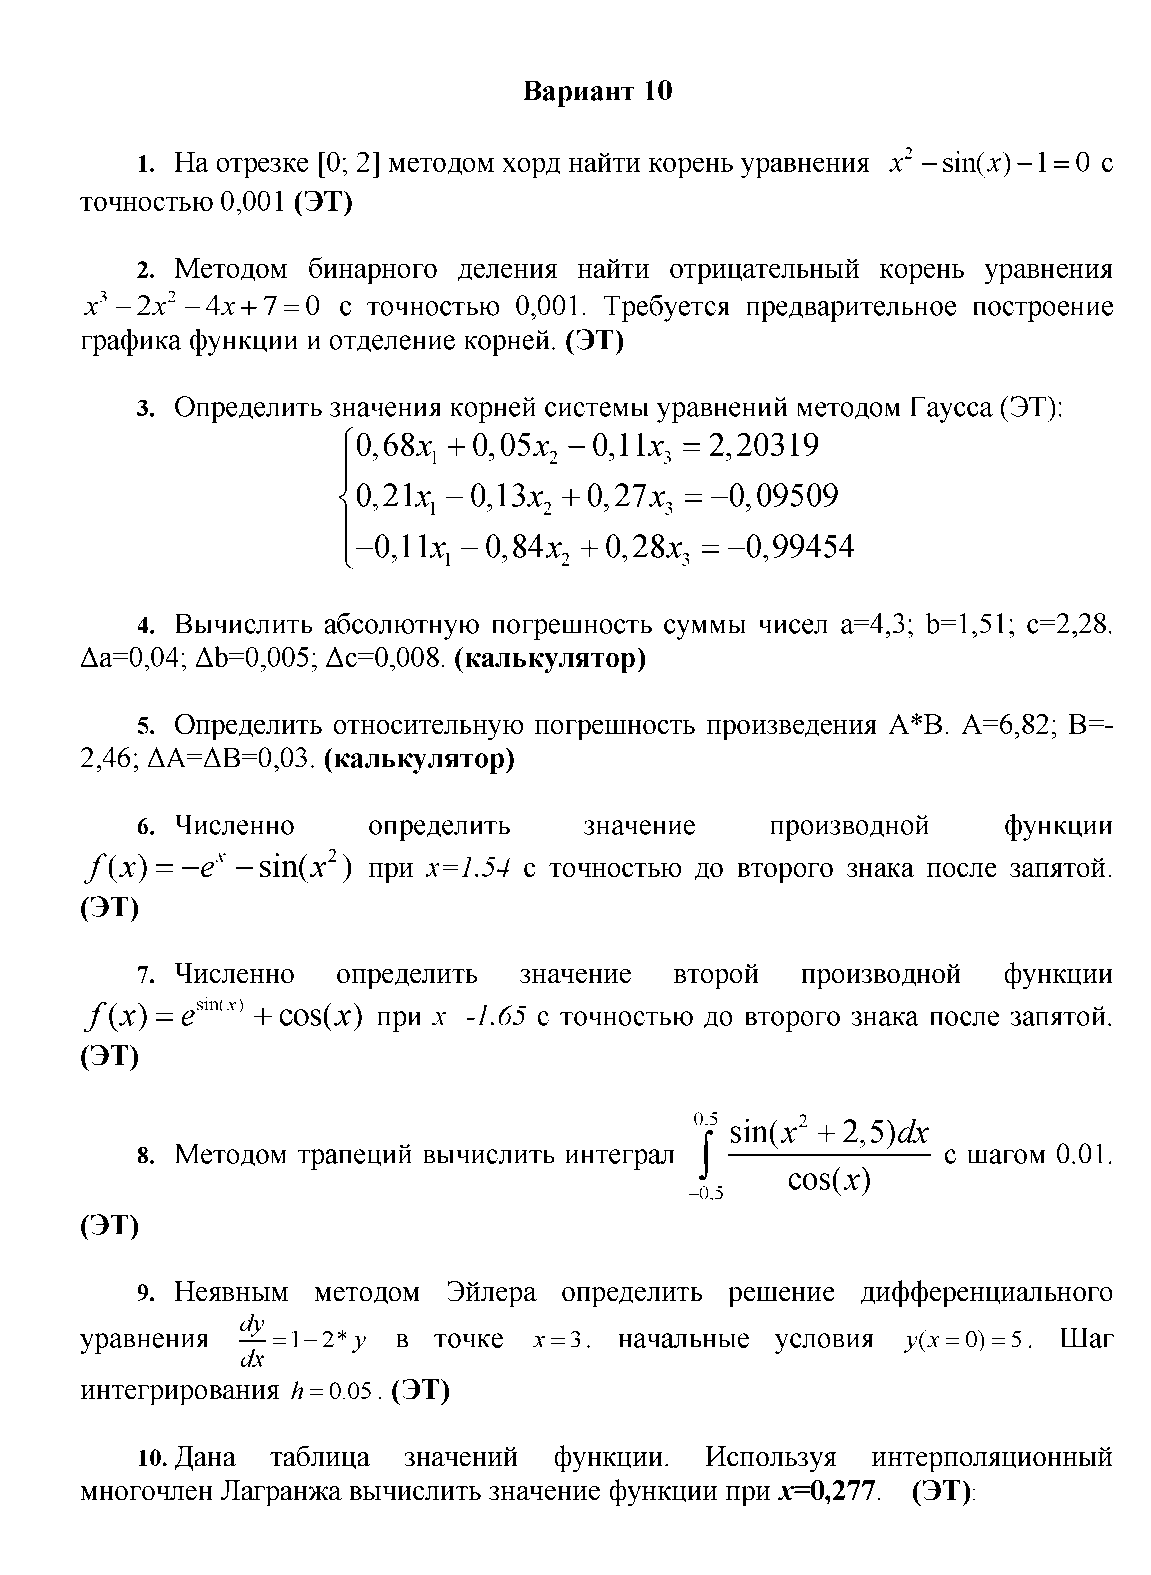 Вариант 10
1. На отрезке [0; 2] методом хорд найти корень уравнения x² − sin(x) − 1 = 0 с
точностью 0,001 (ЭТ)
2. Методом бинарного деления найти отрицательный корень уравнения
x³ − 2x² − 4x + 7 = 0 с точностью 0,001. Требуется предварительное построение
графика функции и отделение корней. (ЭТ)
3. Определить значения корней системы уравнений методом Гаусса (ЭТ):
0,68x₁ + 0,05x₂ − 0,11x₃ = 2,20319
0,21x₁ − 0,13x₂ + 0,27x₃ = −0,09509
−0,11x₁ − 0,84x₂ + 0,28x₃ = −0,99454
4. Вычислить абсолютную погрешность суммы чисел a=4,3; b=1,51; c=2,28.
Δa=0,04; Δb=0,005; Δc=0,008. (калькулятор)
5. Определить относительную погрешность произведения A*B. A=6,82; B=-
2,46; ΔA=ΔB=0,03. (калькулятор)
6. Численно определить значение производной функции
f(x) = −eˣ − sin(x²) при x=1.54 с точностью до второго знака после запятой.
(ЭТ)
7. Численно определить значение второй производной функции
f(x) = e^sin(x) + cos(x) при x -1.65 с точностью до второго знака после запятой.
(ЭТ)
0.5
sin(x² + 2,5)dx
8. Методом трапеций вычислить интеграл ∫ с шагом 0.01.
cos(x)
−0,5
(ЭТ)
9. Неявным методом Эйлера определить решение дифференциального
уравнения dy/dx = 1 − 2*y в точке x = 3. начальные условия y(x = 0) = 5. Шаг
интегрирования h = 0.05. (ЭТ)
10. Дана таблица значений функции. Используя интерполяционный
многочлен Лагранжа вычислить значение функции при x=0,277. (ЭТ):